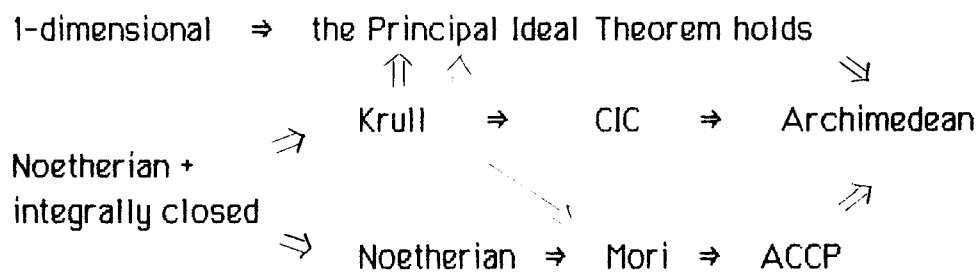 1-dimensional ⇒ the Principal Ideal Theorem holds
Krull ⇒ CIC ⇒ Archimedean
Noetherian +
integrally closed
Noetherian ⇒ Mori ⇒ ACCP